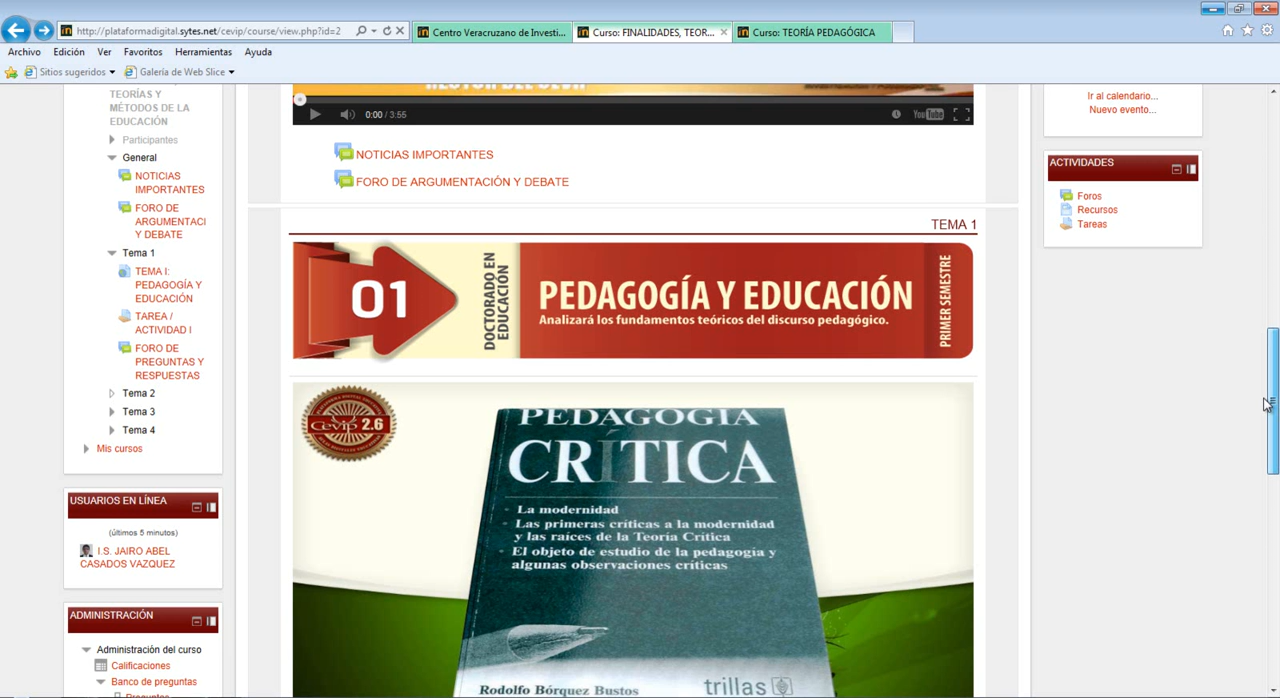 http://plataformadigital.sytes.net/cevip/course/view.php?id=2
Centro Veracruzano de Investi...
Curso: FINALIDADES, TEOR...
Curso: TEORÍA PEDAGÓGICA
Archivo Edición Ver Favoritos Herramientas Ayuda
Sitios sugeridos
Galería de Web Slice
TEORÍAS Y
MÉTODOS DE LA
EDUCACIÓN
Participantes
General
NOTICIAS
IMPORTANTES
FORO DE
ARGUMENTACI
Y DEBATE
Tema 1
TEMA I:
PEDAGOGÍA Y
EDUCACIÓN
TAREA /
ACTIVIDAD I
FORO DE
PREGUNTAS Y
RESPUESTAS
Tema 2
Tema 3
Tema 4
Mis cursos
USUARIOS EN LÍNEA
(últimos 5 minutos)
I.S. JAIRO ABEL
CASADOS VAZQUEZ
ADMINISTRACIÓN
Administración del curso
Calificaciones
Banco de preguntas
Preguntas
0:00 / 3:55
YouTube
NOTICIAS IMPORTANTES
FORO DE ARGUMENTACIÓN Y DEBATE
TEMA 1
01
DOCTORADO EN
EDUCACIÓN
PEDAGOGÍA Y EDUCACIÓN
Analizará los fundamentos teóricos del discurso pedagógico.
PRIMER SEMESTRE
Cevip 2.6
PEDAGOGÍA
CRÍTICA
La modernidad
Las primeras críticas a la modernidad
y las raíces de la Teoría Crítica
El objeto de estudio de la pedagogía y
algunas observaciones críticas
Rodolfo Bórquez Bustos
trillas
Ir al calendario...
Nuevo evento...
ACTIVIDADES
Foros
Recursos
Tareas